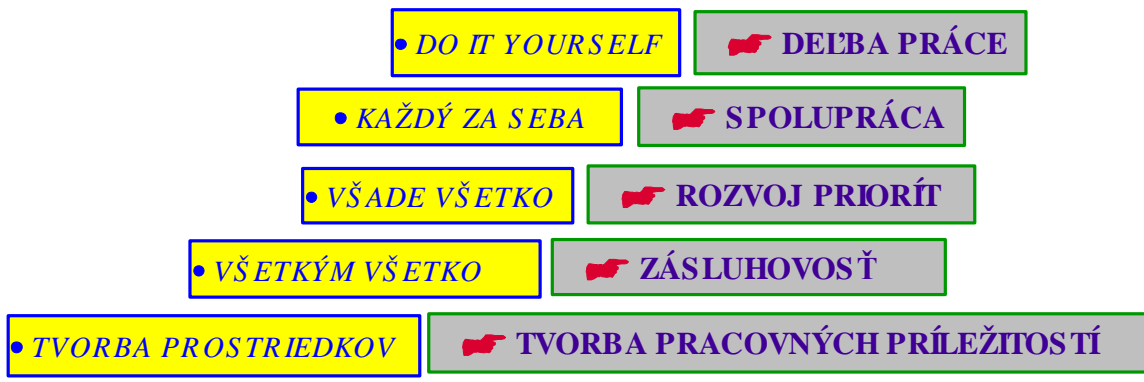 • DO IT YOURSELF ☛ DEĽBA PRÁCE
• KAŽDÝ ZA SEBA ☛ SPOLUPRÁCA
• VŠADE VŠETKO ☛ ROZVOJ PRIORÍT
• VŠETKÝM VŠETKO ☛ ZÁSLUHOVOSŤ
• TVORBA PROSTRIEDKOV ☛ TVORBA PRACOVNÝCH PRÍLEŽITOSTÍ